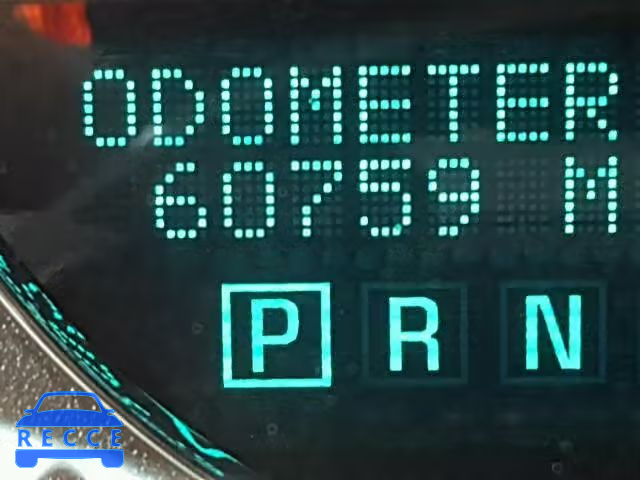 ODOMETER
60759 M
P R N
RECCE